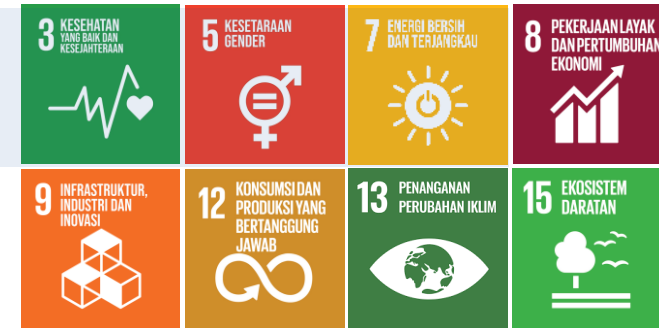 3 KESEHATAN
YANG BAIK DAN
KESEJAHTERAAN
5 KESETARAAN
GENDER
7 ENERGI BERSIH
DAN TERJANGKAU
8 PEKERJAAN LAYAK
DAN PERTUMBUHAN
EKONOMI
9 INFRASTRUKTUR,
INDUSTRI DAN
INOVASI
12 KONSUMSI DAN
PRODUKSI YANG
BERTANGGUNG
JAWAB
13 PENANGANAN
PERUBAHAN IKLIM
15 EKOSISTEM
DARATAN